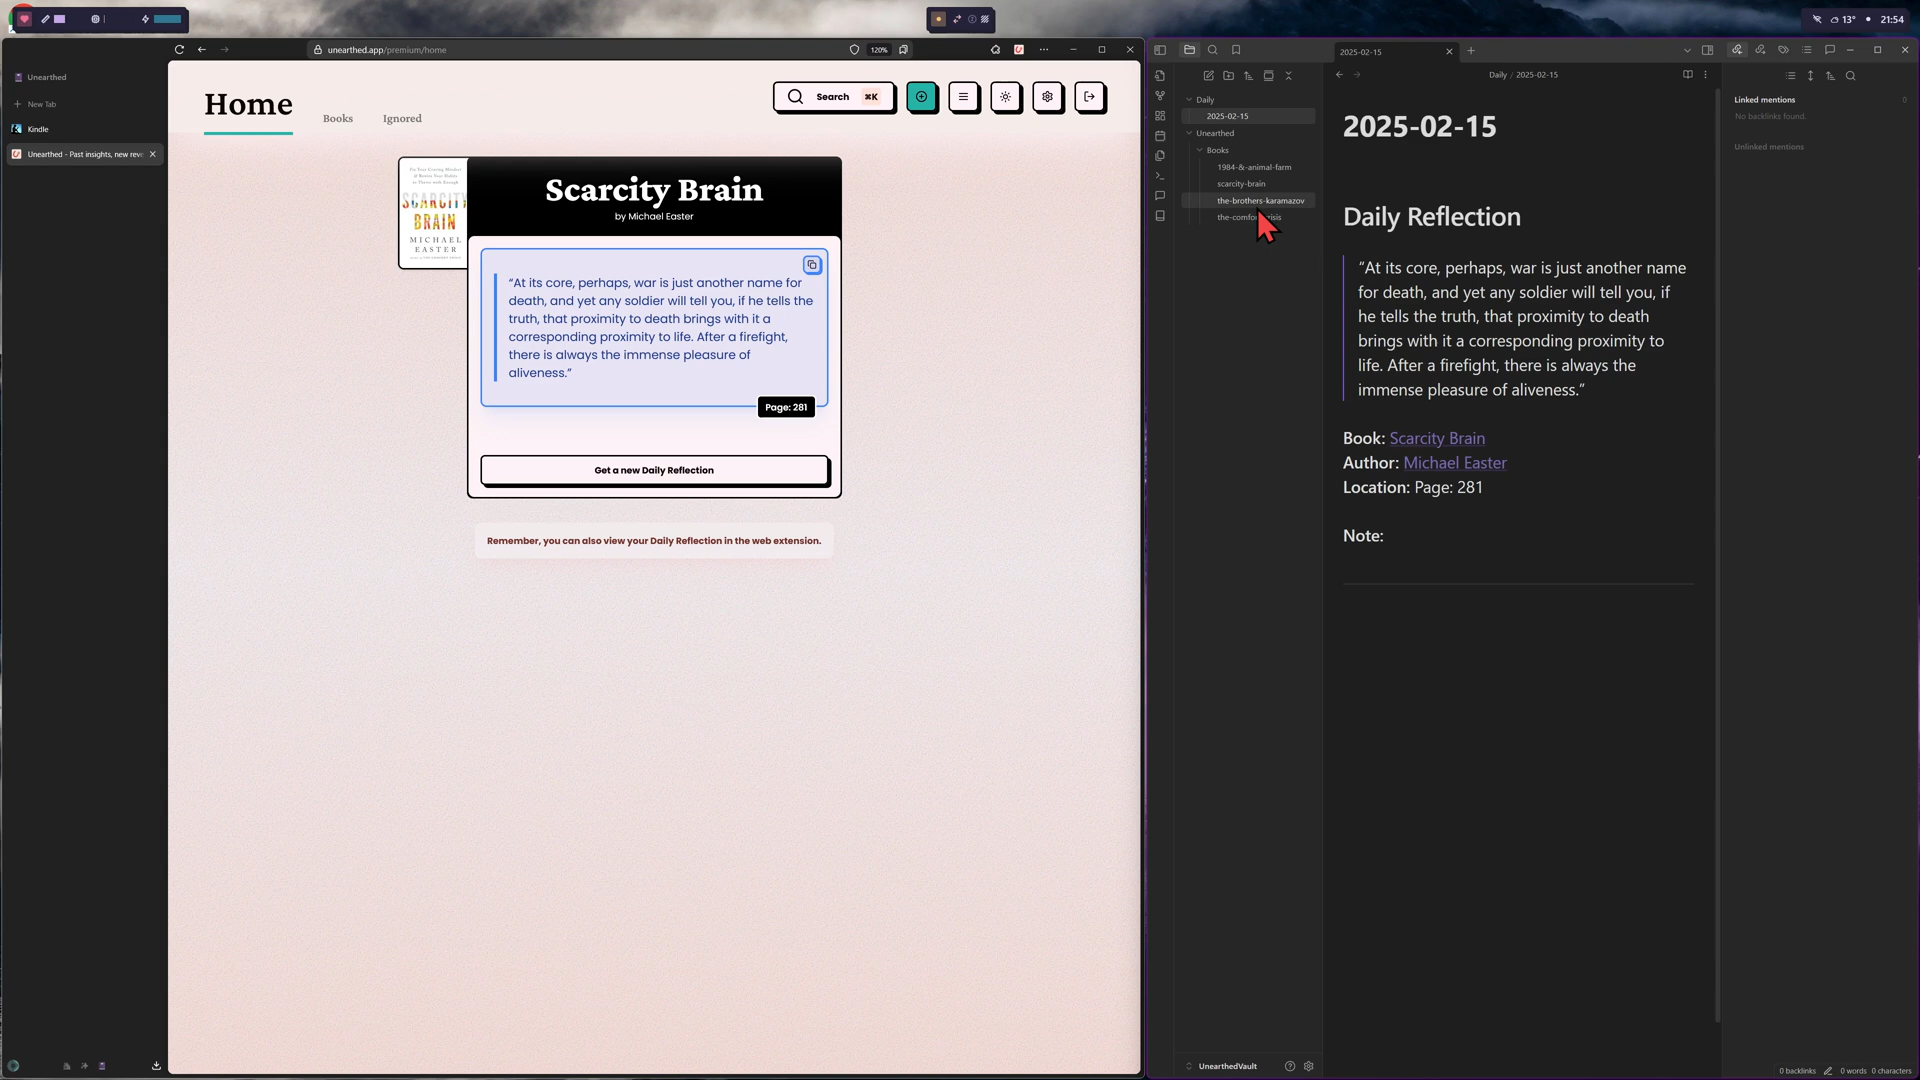 13°
21:54
unearthed.app/premium/home
120%
Unearthed
New Tab
Kindle
Unearthed - Past insights, new reve
Home
Books
Ignored
Search
⌘K
SCARCITY
BRAIN
MICHAEL
EASTER
Scarcity Brain
by Michael Easter
“At its core, perhaps, war is just another name for
death, and yet any soldier will tell you, if he tells the
truth, that proximity to death brings with it a
corresponding proximity to life. After a firefight,
there is always the immense pleasure of
aliveness.”
Page: 281
Get a new Daily Reflection
Remember, you can also view your Daily Reflection in the web extension.
Daily
2025-02-15
Unearthed
Books
1984-&-animal-farm
scarcity-brain
the-brothers-karamazov
UnearthedVault
2025-02-15
Daily / 2025-02-15
2025-02-15
Daily Reflection
“At its core, perhaps, war is just another name
for death, and yet any soldier will tell you, if
he tells the truth, that proximity to death
brings with it a corresponding proximity to
life. After a firefight, there is always the
immense pleasure of aliveness.”
Book: Scarcity Brain
Author: Michael Easter
Location: Page: 281
Note:
Linked mentions
0
No backlinks found.
Unlinked mentions
0 backlinks
0 words
0 characters